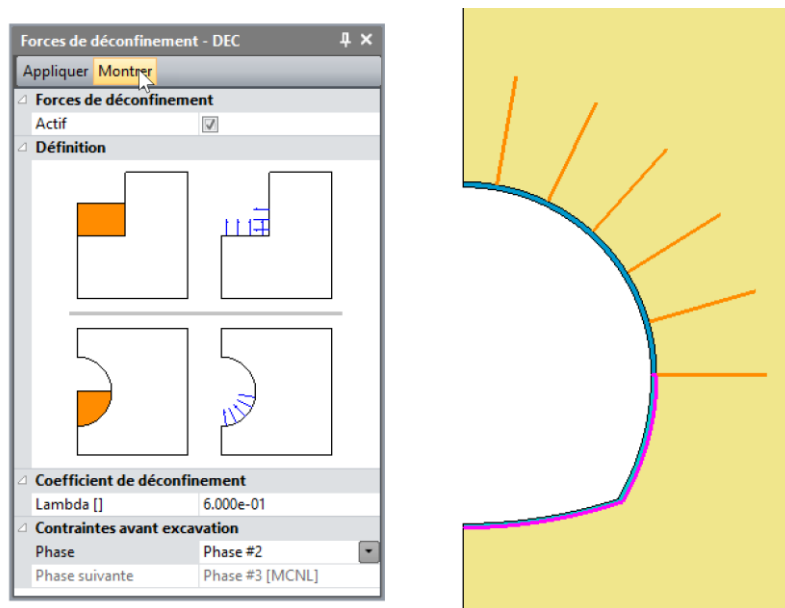 Forces de déconfinement - DEC
Appliquer Montrer
Forces de déconfinement
Actif
Définition
Coefficient de déconfinement
Lambda [] 6.000e-01
Contraintes avant excavation
Phase Phase #2
Phase suivante Phase #3 [MCNL]